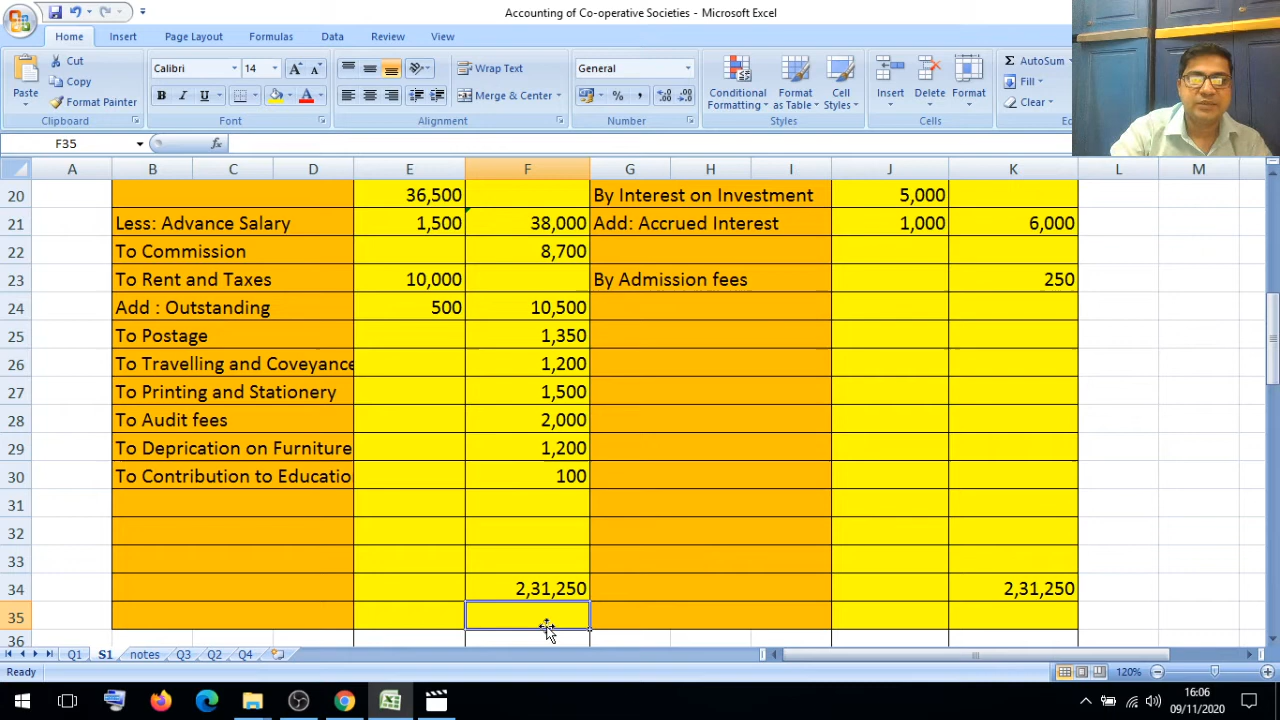 Accounting of Co-operative Societies - Microsoft Excel
Home Insert Page Layout Formulas Data Review View
Paste Cut Calibri 14 A A Wrap Text General Conditional Formatting Format as Table Cell Styles Insert Delete Format Σ AutoSum
Copy Fill
Format Painter B I U A Merge & Center % , Clear
Clipboard Font Alignment Number Styles Cells
F35 fx
A B C D E F G H I J K L M
20 36,500 By Interest on Investment 5,000
21 Less: Advance Salary 1,500 38,000 Add: Accrued Interest 1,000 6,000
22 To Commission 8,700
23 To Rent and Taxes 10,000 By Admission fees 250
24 Add : Outstanding 500 10,500
25 To Postage 1,350
26 To Travelling and Coveyance 1,200
27 To Printing and Stationery 1,500
28 To Audit fees 2,000
29 To Deprication on Furniture 1,200
30 To Contribution to Educatio 100
31
32
33
34 2,31,250 2,31,250
35
36
Q1 S1 notes Q3 Q2 Q4
Ready 120%
16:06
09/11/2020